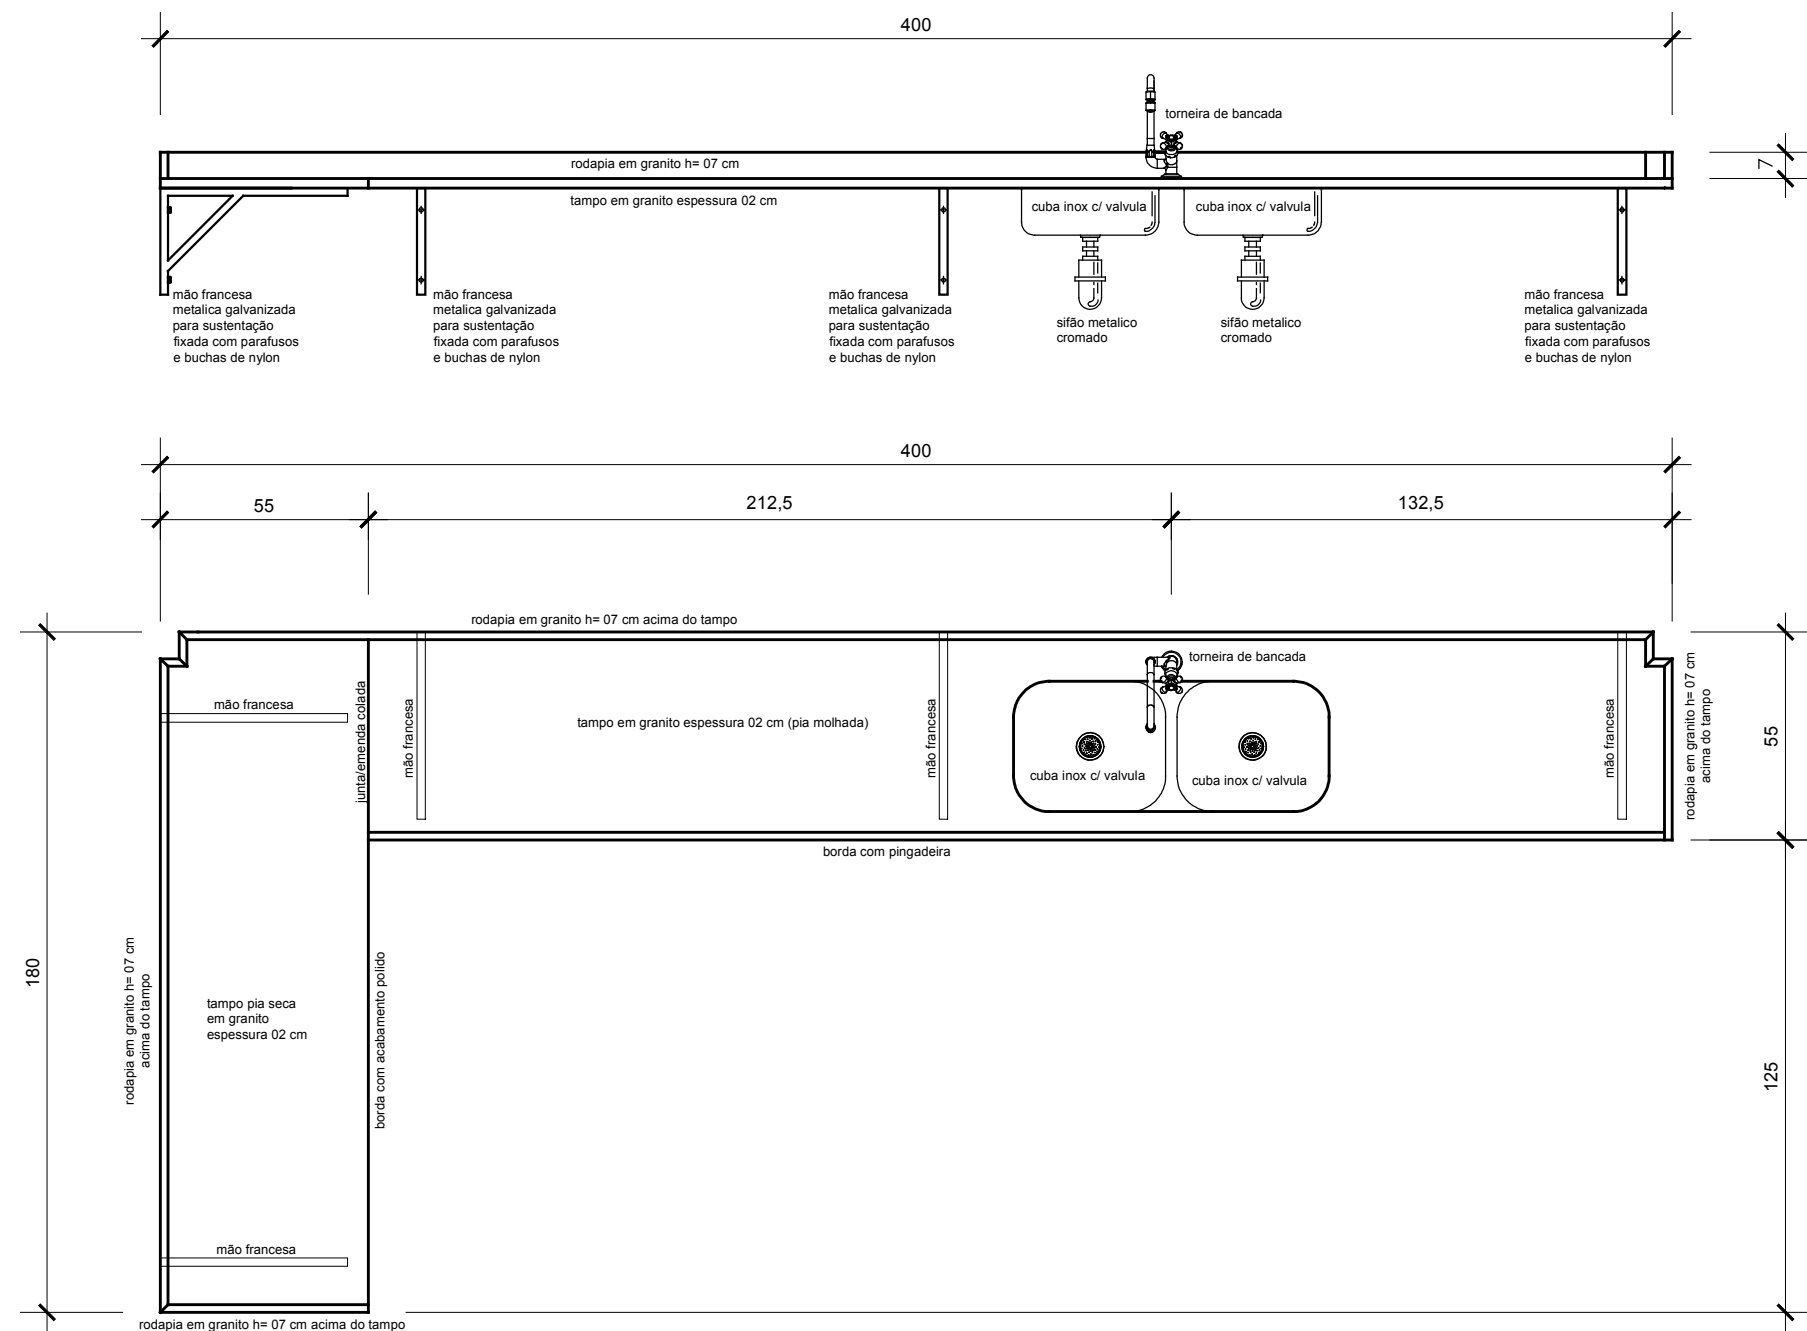 400
torneira de bancada
rodapia em granito h= 07 cm
7
tampo em granito espessura 02 cm
cuba inox c/ valvula
cuba inox c/ valvula
mão francesa
metalica galvanizada
para sustentação
fixada com parafusos
e buchas de nylon
mão francesa
metalica galvanizada
para sustentação
fixada com parafusos
e buchas de nylon
mão francesa
metalica galvanizada
para sustentação
fixada com parafusos
e buchas de nylon
sifão metalico
cromado
sifão metalico
cromado
mão francesa
metalica galvanizada
para sustentação
fixada com parafusos
e buchas de nylon
400
55
212,5
132,5
rodapia em granito h= 07 cm acima do tampo
torneira de bancada
mão francesa
junta/emenda colada
mão francesa
tampo em granito espessura 02 cm (pia molhada)
mão francesa
cuba inox c/ valvula
cuba inox c/ valvula
mão francesa
rodapia em granito h= 07 cm
acima do tampo
55
borda com pingadeira
180
rodapia em granito h= 07 cm
acima do tampo
tampo pia seca
em granito
espessura 02 cm
borda com acabamento polido
125
mão francesa
rodapia em granito h= 07 cm acima do tampo